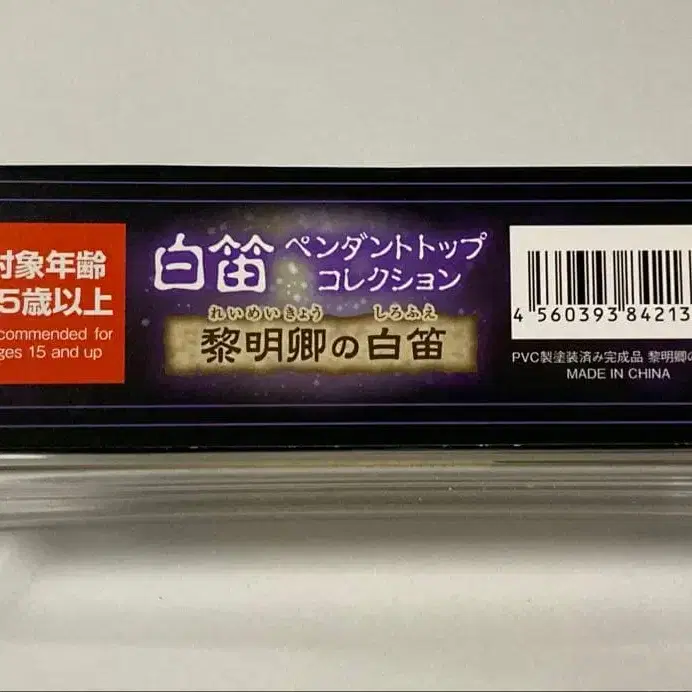 対象年齢
5歳以上
commended for
ges 15 and up
白笛 ペンダントトップ
コレクション
れいめいきょう しろふえ
黎明卿の白笛
4 560393 84213
PVC製塗装済み完成品 黎明卿の
MADE IN CHINA